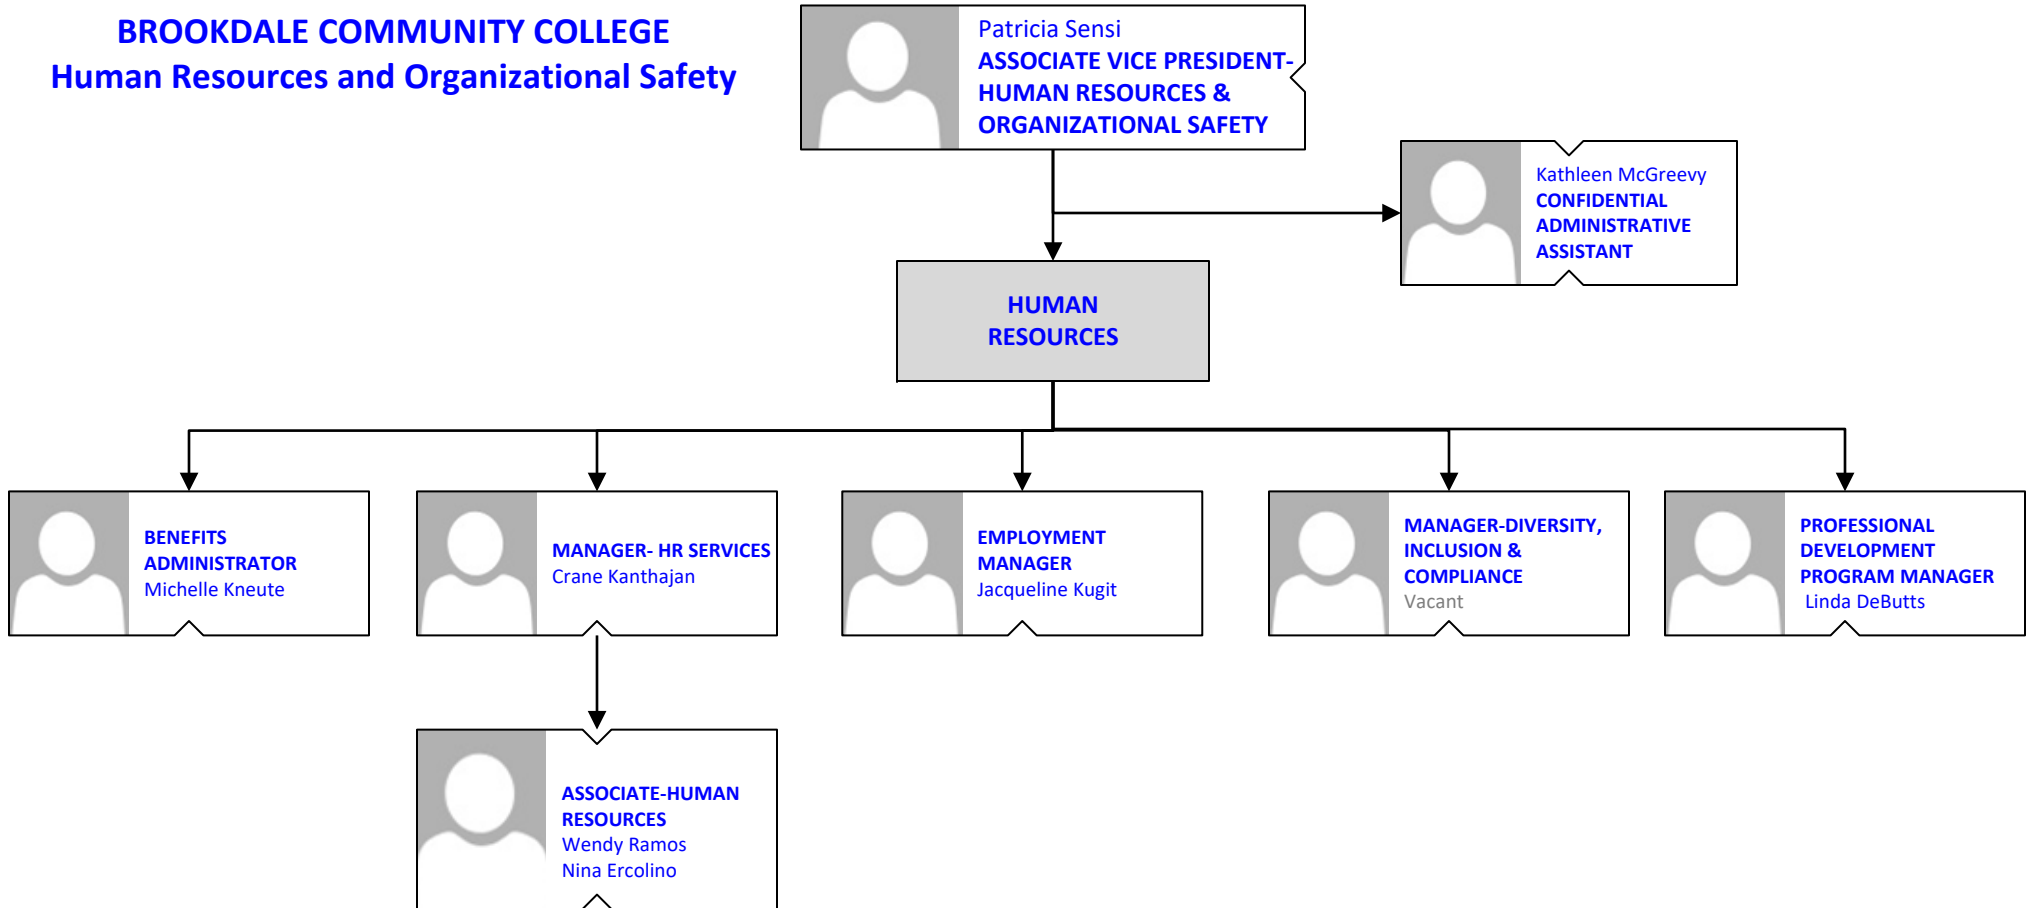 BROOKDALE COMMUNITY COLLEGE
Human Resources and Organizational Safety
Patricia Sensi
ASSOCIATE VICE PRESIDENT-
HUMAN RESOURCES &
ORGANIZATIONAL SAFETY
Kathleen McGreevy
CONFIDENTIAL
ADMINISTRATIVE
ASSISTANT
HUMAN
RESOURCES
BENEFITS
ADMINISTRATOR
Michelle Kneute
MANAGER- HR SERVICES
Crane Kanthajan
EMPLOYMENT
MANAGER
Jacqueline Kugit
MANAGER-DIVERSITY,
INCLUSION &
COMPLIANCE
Vacant
PROFESSIONAL
DEVELOPMENT
PROGRAM MANAGER
Linda DeButts
ASSOCIATE-HUMAN
RESOURCES
Wendy Ramos
Nina Ercolino